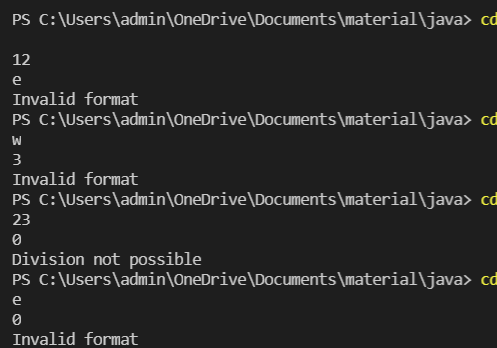 PS C:\Users\admin\OneDrive\Documents\material\java> cd
12
e
Invalid format
PS C:\Users\admin\OneDrive\Documents\material\java> cd
w
3
Invalid format
PS C:\Users\admin\OneDrive\Documents\material\java> cd
23
0
Division not possible
PS C:\Users\admin\OneDrive\Documents\material\java> cd
e
0
Invalid format